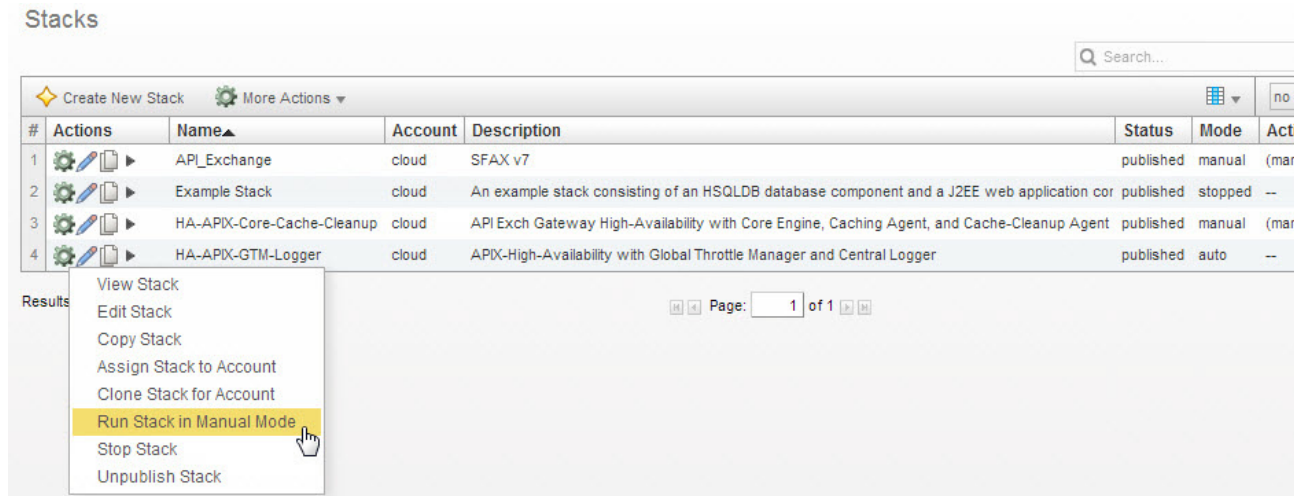 Stacks
Search...
Create New Stack More Actions no
# Actions Name Account Description Status Mode Act
1 API_Exchange cloud SFAX v7 published manual (mar
2 Example Stack cloud An example stack consisting of an HSQLDB database component and a J2EE web application cor published stopped --
3 HA-APIX-Core-Cache-Cleanup cloud API Exch Gateway High-Availability with Core Engine, Caching Agent, and Cache-Cleanup Agent published manual (mar
4 HA-APIX-GTM-Logger cloud APIX-High-Availability with Global Throttle Manager and Central Logger published auto --
Results Page: 1 of 1
View Stack
Edit Stack
Copy Stack
Assign Stack to Account
Clone Stack for Account
Run Stack in Manual Mode
Stop Stack
Unpublish Stack